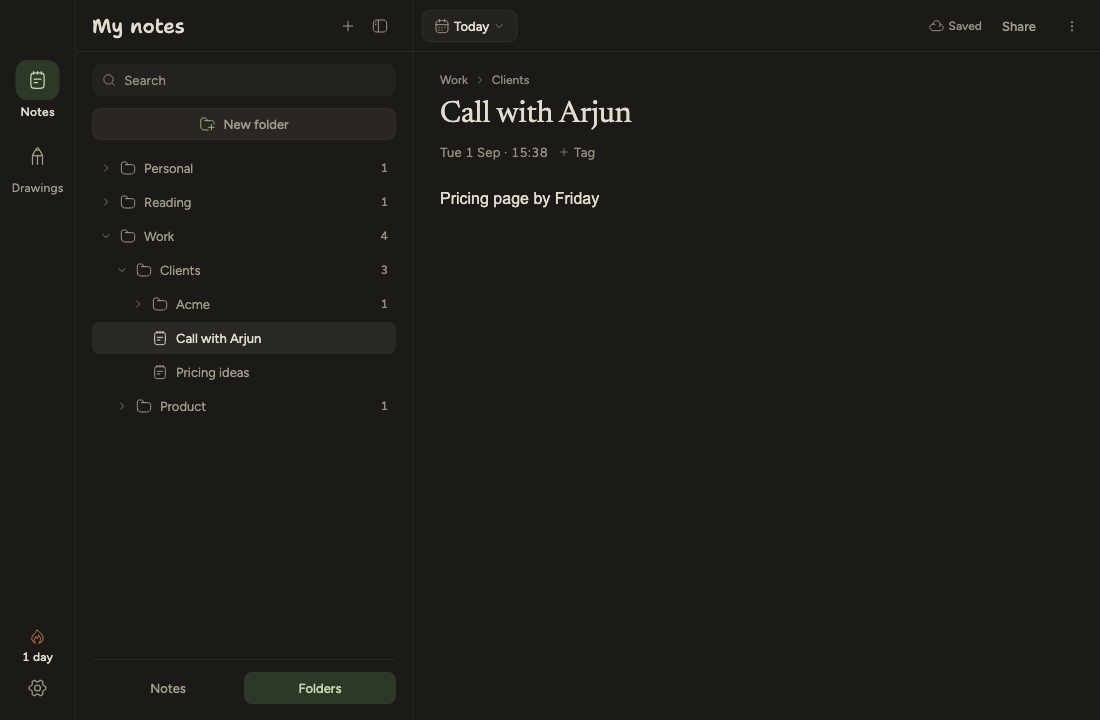 My notes
Today
Saved
Share
Notes
Drawings
Search
New folder
Personal 1
Reading 1
Work 4
Clients 3
Acme 1
Call with Arjun
Pricing ideas
Product 1
Work > Clients
Call with Arjun
Tue 1 Sep · 15:38 + Tag
Pricing page by Friday
1 day
Notes
Folders